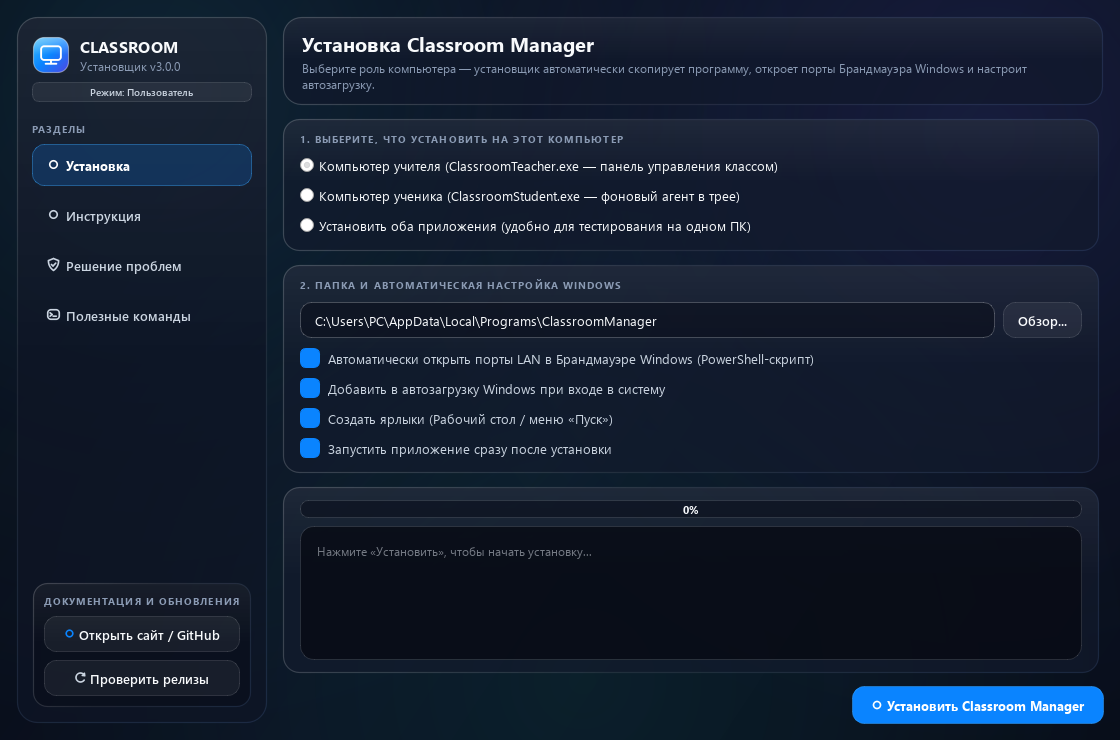 CLASSROOM
Установщик v3.0.0
Режим: Пользователь
РАЗДЕЛЫ
Установка
Инструкция
Решение проблем
Полезные команды
ДОКУМЕНТАЦИЯ И ОБНОВЛЕНИЯ
Открыть сайт / GitHub
Проверить релизы
Установка Classroom Manager
Выберите роль компьютера — установщик автоматически скопирует программу, откроет порты Брандмауэра Windows и настроит
автозагрузку.
1. ВЫБЕРИТЕ, ЧТО УСТАНОВИТЬ НА ЭТОТ КОМПЬЮТЕР
Компьютер учителя (ClassroomTeacher.exe — панель управления классом)
Компьютер ученика (ClassroomStudent.exe — фоновый агент в трее)
Установить оба приложения (удобно для тестирования на одном ПК)
2. ПАПКА И АВТОМАТИЧЕСКАЯ НАСТРОЙКА WINDOWS
C:\Users\PC\AppData\Local\Programs\ClassroomManager
Обзор...
Автоматически открыть порты LAN в Брандмауэре Windows (PowerShell-скрипт)
Добавить в автозагрузку Windows при входе в систему
Создать ярлыки (Рабочий стол / меню «Пуск»)
Запустить приложение сразу после установки
0%
Нажмите «Установить», чтобы начать установку...
Установить Classroom Manager